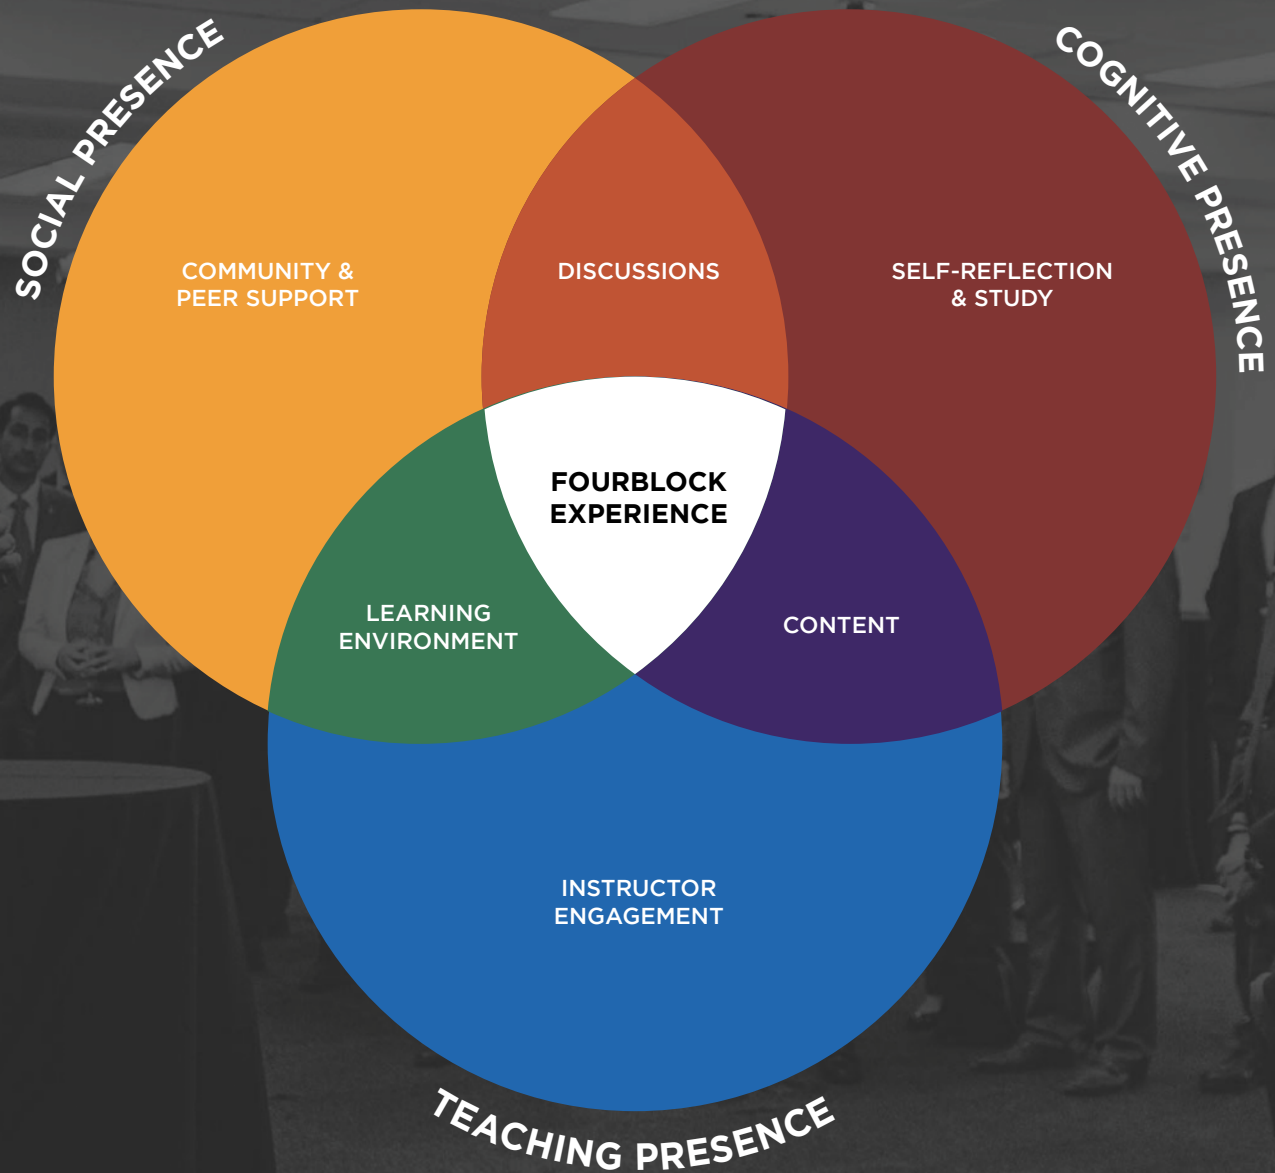 SOCIAL PRESENCE
COGNITIVE PRESENCE
COMMUNITY &
PEER SUPPORT
DISCUSSIONS
SELF-REFLECTION
& STUDY
FOURBLOCK
EXPERIENCE
LEARNING
ENVIRONMENT
CONTENT
INSTRUCTOR
ENGAGEMENT
TEACHING PRESENCE